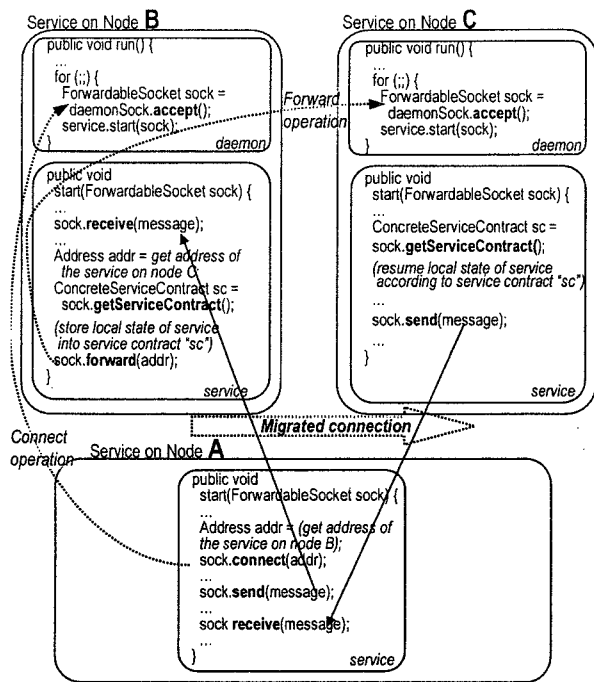 Service on Node B
public void run() {
...
for (;;) {
ForwardableSocket sock =
daemonSock.accept();
service.start(sock);
}
daemon
public void
start(ForwardableSocket sock) {
...
sock.receive(message);
...
Address addr = get address of
the service on node C
ConcreteServiceContract sc =
sock.getServiceContract();
(store local state of service
into service contract "sc")
sock.forward(addr);
}
service
Forward
operation
Service on Node C
public void run() {
...
for (;;) {
ForwardableSocket sock =
daemonSock.accept();
service.start(sock);
}
daemon
public void
start(ForwardableSocket sock) {
...
ConcreteServiceContract sc =
sock.getServiceContract();
(resume local state of service
according to service contract "sc")
...
sock.send(message);
...
}
service
Migrated connection
Connect
operation
Service on Node A
public void
start(ForwardableSocket sock) {
...
Address addr = (get address of
the service on node B);
sock.connect(addr);
...
sock.send(message);
...
sock receive(message);
...
}
service